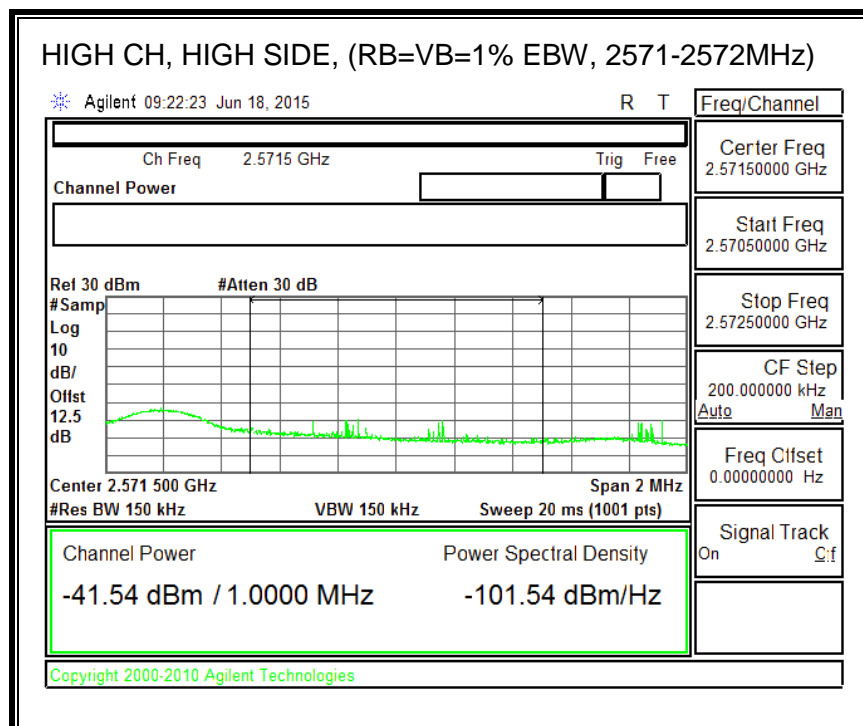 HIGH CH, HIGH SIDE, (RB=VB=1% EBW, 2571-2572MHz)
Agilent 09:22:23 Jun 18, 2015 R T
Freq/Channel
Ch Freq 2.5715 GHz Trig Free
Channel Power
Center Freq
2.57150000 GHz
Start Freq
2.57050000 GHz
Stop Freq
2.57250000 GHz
CF Step
200.000000 kHz
Auto Man
Freq Offset
0.00000000 Hz
Signal Track
On Off
Ref 30 dBm #Atten 30 dB
#Samp
Log
10
dB/
Offst
12.5
dB
Center 2.571 500 GHz Span 2 MHz
#Res BW 150 kHz VBW 150 kHz Sweep 20 ms (1001 pts)
Channel Power Power Spectral Density
-41.54 dBm / 1.0000 MHz -101.54 dBm/Hz
Copyright 2000-2010 Agilent Technologies